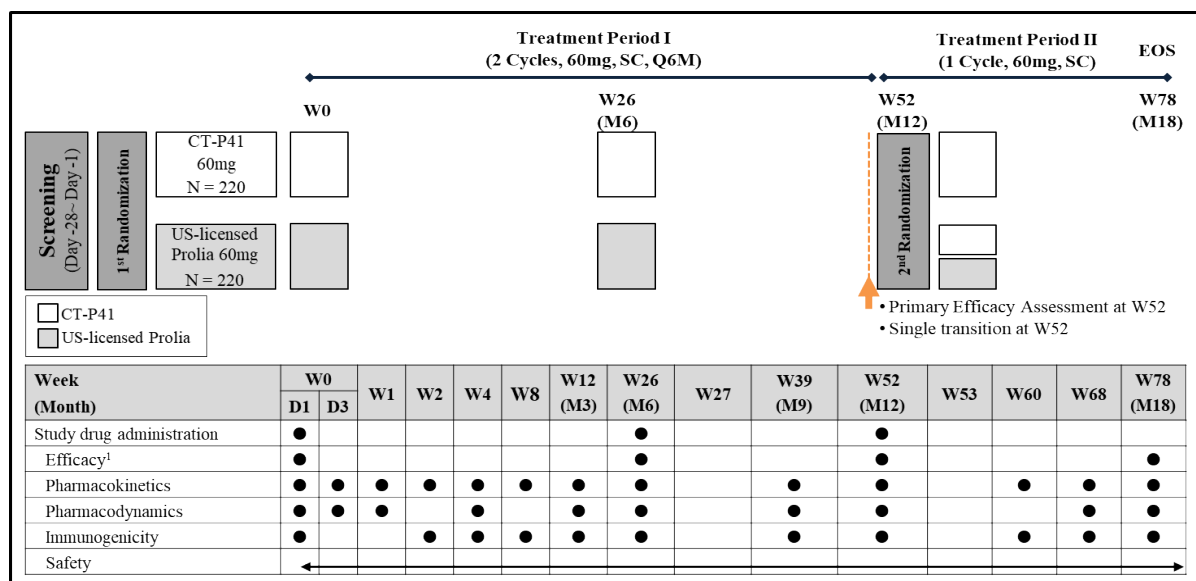 Treatment Period I
(2 Cycles, 60mg, SC, Q6M)
Treatment Period II
(1 Cycle, 60mg, SC)
EOS
W0
W26
(M6)
W52
(M12)
W78
(M18)
Screening
(Day -28~ Day -1)
1st Randomization
CT-P41
60mg
N = 220
US-licensed
Prolia 60mg
N = 220
2nd Randomization
CT-P41
US-licensed Prolia
• Primary Efficacy Assessment at W52
• Single transition at W52
Week
(Month)
W0
D1 D3
W1
W2
W4
W8
W12
(M3)
W26
(M6)
W27
W39
(M9)
W52
(M12)
W53
W60
W68
W78
(M18)
Study drug administration ● ● ●
Efficacy1 ● ● ● ●
Pharmacokinetics ● ● ● ● ● ● ● ● ● ● ● ● ●
Pharmacodynamics ● ● ● ● ● ● ● ● ● ●
Immunogenicity ● ● ● ● ● ● ● ● ● ● ●
Safety